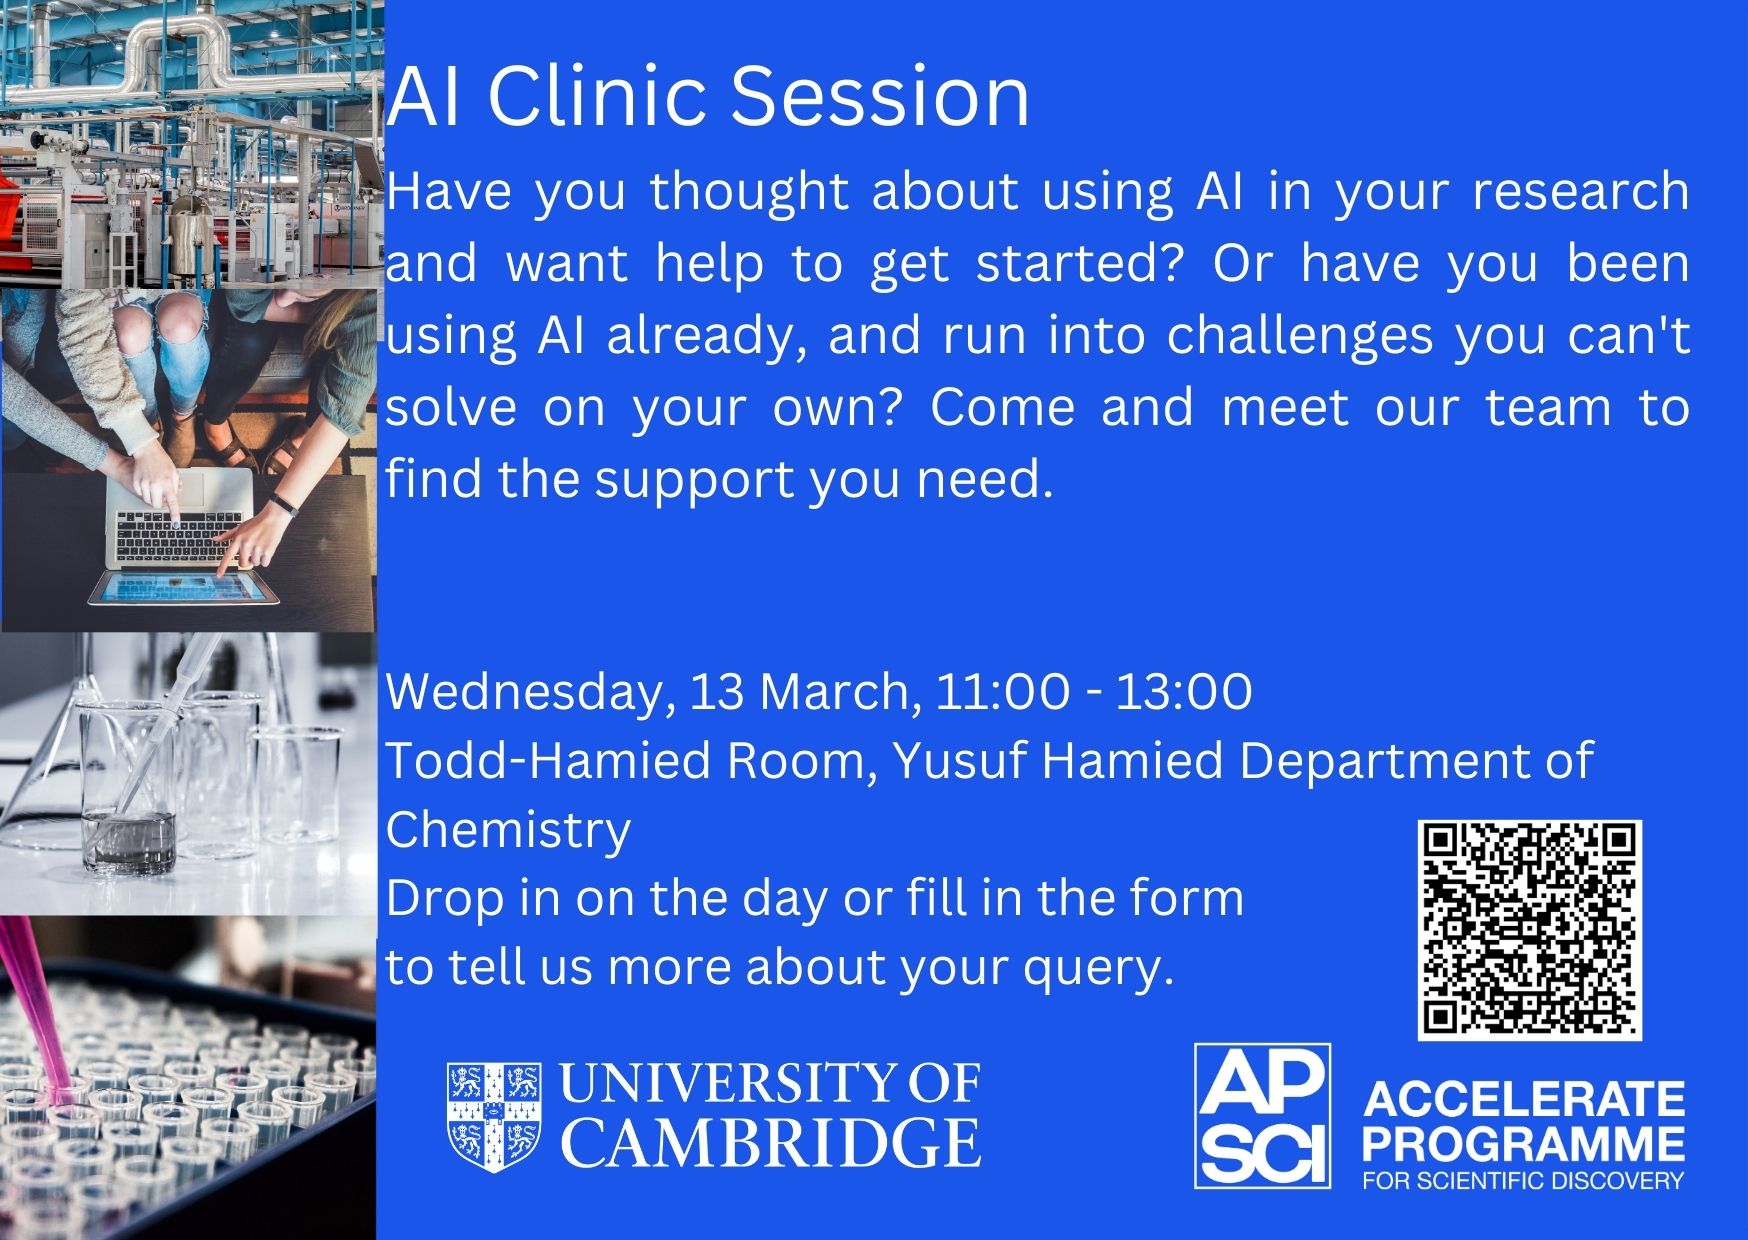 AI Clinic Session
Have you thought about using AI in your research
and want help to get started? Or have you been
using AI already, and run into challenges you can't
solve on your own? Come and meet our team to
find the support you need.
Wednesday, 13 March, 11:00 - 13:00
Todd-Hamied Room, Yusuf Hamied Department of
Chemistry
Drop in on the day or fill in the form
to tell us more about your query.
UNIVERSITY OF
CAMBRIDGE
AP
SCI
ACCELERATE
PROGRAMME
FOR SCIENTIFIC DISCOVERY